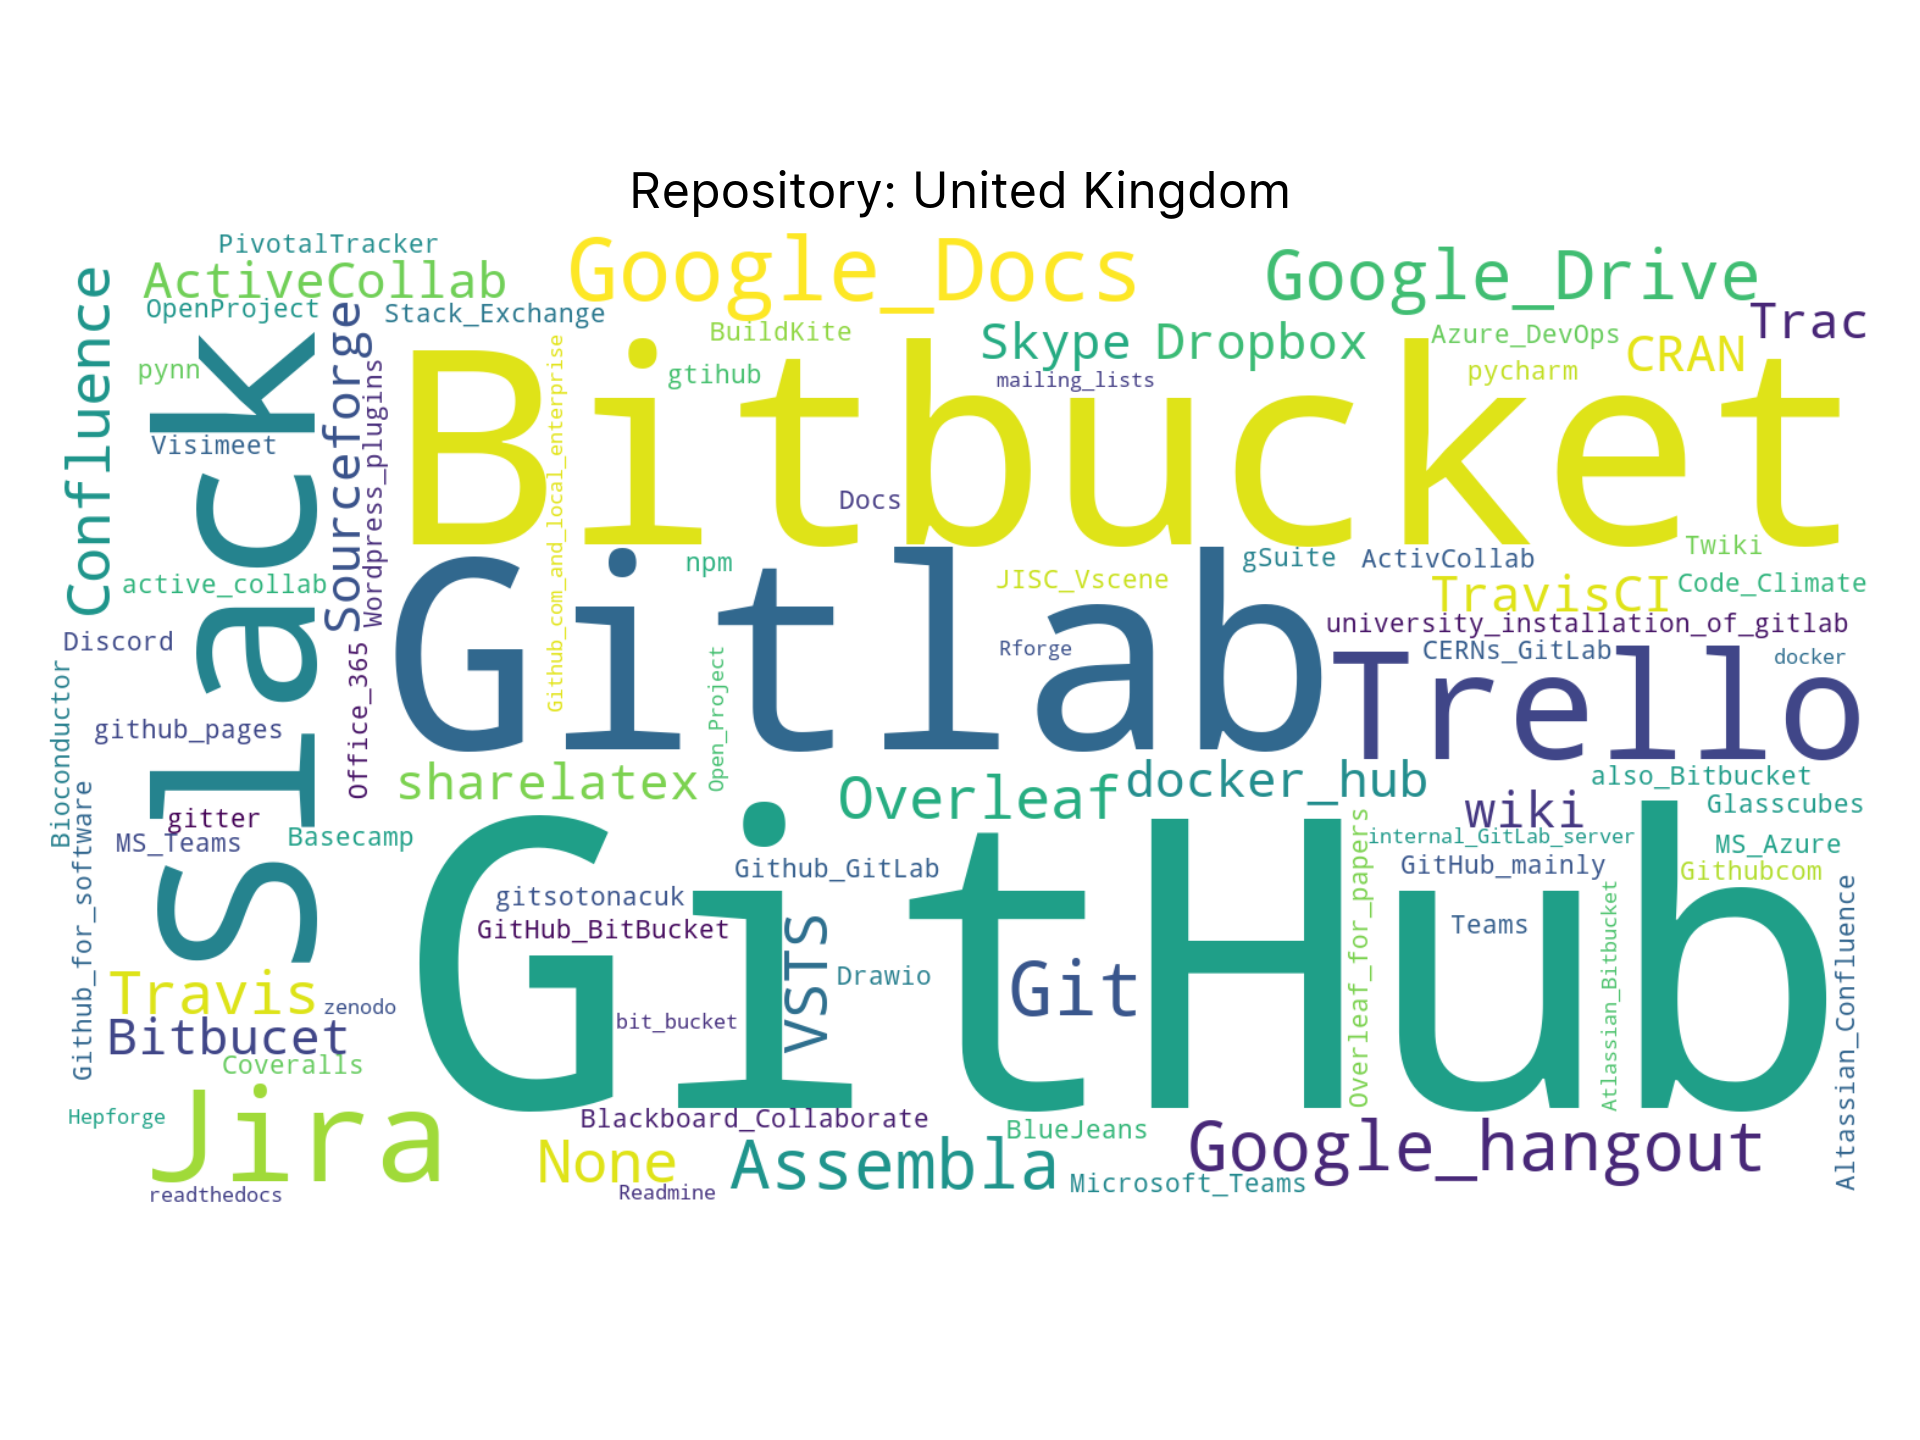 Repository: United Kingdom
PivotalTracker
Google_Docs
Google_Drive
ActiveCollab
Confluence
OpenProject
Sourceforge
Stack_Exchange
BuildKite
Skype
Dropbox
Azure_DevOps
Trac
CRAN
Slack
pynn
Wordpress_plugins
Github_com_and_local_enterprise
gtihub
mailing_lists
pycharm
Bitbucket
Visimeet
Docs
Twiki
npm
gSuite
ActivCollab
active_collab
Gitlab
JISC_Vscene
TravisCI
Code_Climate
university_installation_of_gitlab
Discord
Office_365
Open_Project
Rforge
CERNs_GitLab
docker
Trello
Bioconductor
github_pages
sharelatex
Overleaf
docker_hub
also_Bitbucket
wiki
Glasscubes
gitter
MS_Teams
Basecamp
Github_for_software
internal_GitLab_server
MS_Azure
Github_GitLab
GitHub_mainly
Githubcom
gitsotonacuk
GitHub_BitBucket
GitHub
VSTS
Overleaf_for_papers
Teams
Atlassian_Bitbucket
Altassian_Confluence
Drawio
Git
Travis
zenodo
bit_bucket
Bitbucet
Coveralls
Jira
Hepforge
Blackboard_Collaborate
BlueJeans
Google_hangout
None
Assembla
Microsoft_Teams
readthedocs
Readmine